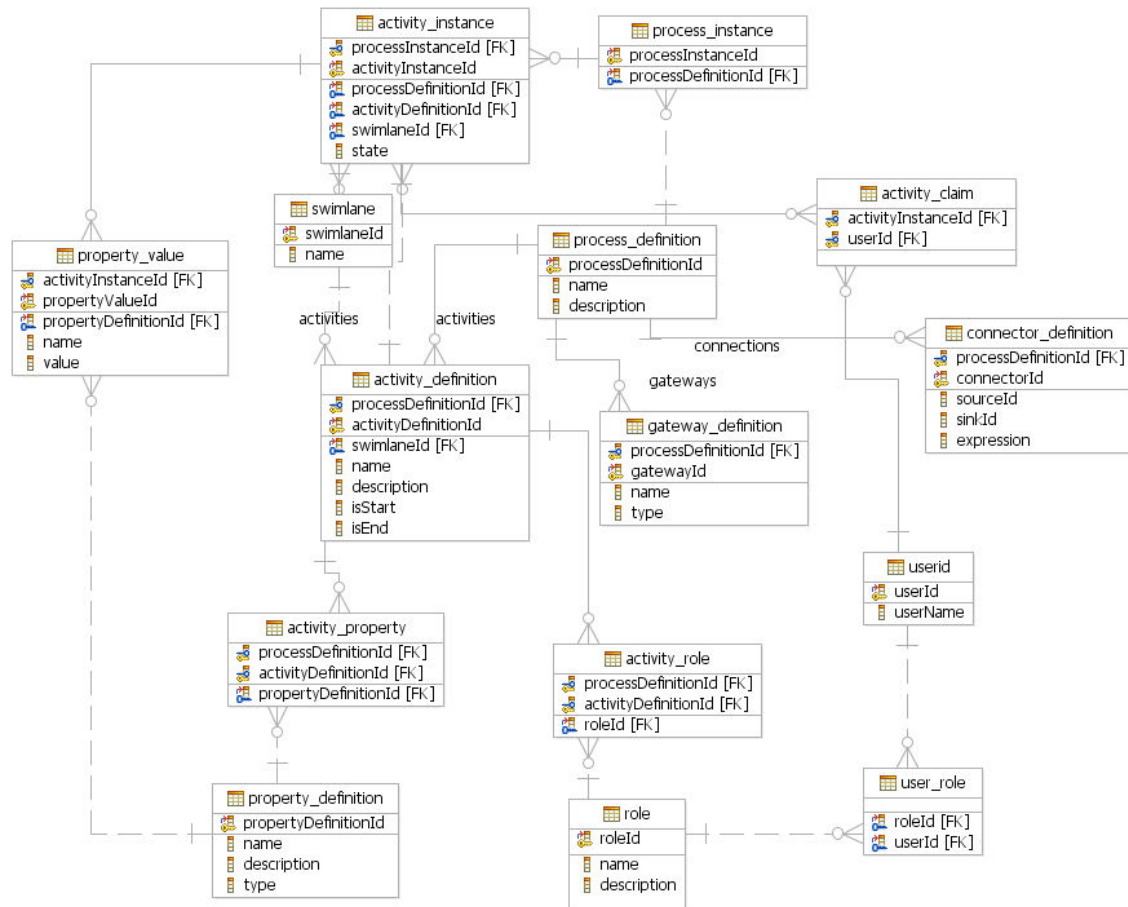 activity_instance
processInstanceId [FK]
activityInstanceId
processDefinitionId [FK]
activityDefinitionId [FK]
swimlaneId [FK]
state
process_instance
processInstanceId
processDefinitionId [FK]
swimlane
swimlaneId
name
activity_claim
activityInstanceId [FK]
userId [FK]
property_value
activityInstanceId [FK]
propertyValueId
propertyDefinitionId [FK]
name
value
process_definition
processDefinitionId
name
description
activities
activities
connections
gateways
connector_definition
processDefinitionId [FK]
connectorId
sourceId
sinkId
expression
activity_definition
processDefinitionId [FK]
activityDefinitionId
swimlaneId [FK]
name
description
isStart
isEnd
gateway_definition
processDefinitionId [FK]
gatewayId
name
type
userid
userId
userName
activity_property
processDefinitionId [FK]
activityDefinitionId [FK]
propertyDefinitionId [FK]
activity_role
processDefinitionId [FK]
activityDefinitionId [FK]
roleId [FK]
property_definition
propertyDefinitionId
name
description
type
role
roleId
name
description
user_role
roleId [FK]
userId [FK]